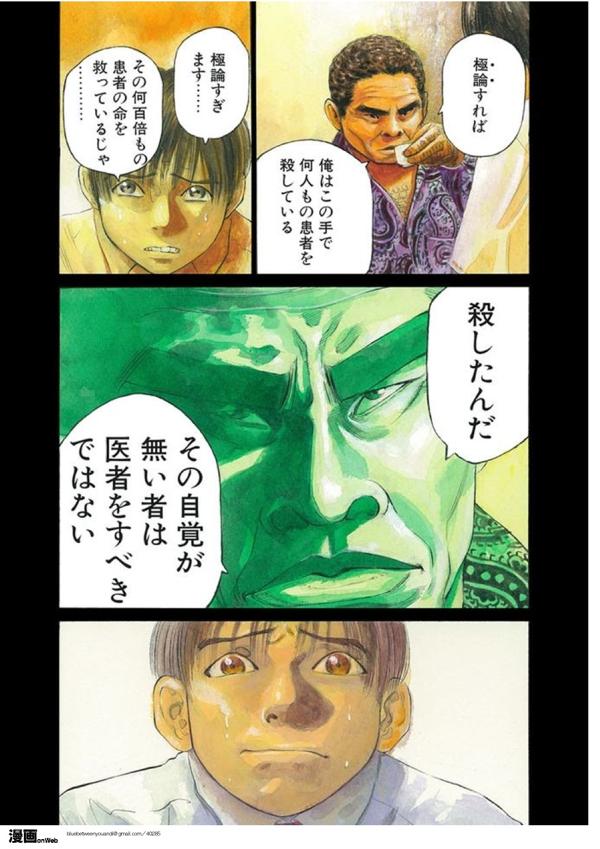 極論すれば
俺はこの手で
何人もの患者を
殺している
極論すぎ
ます……
その何百倍もの
患者の命を
救っているじゃ
…………
殺したんだ
その自覚が
無い者は
医者をすべき
ではない
漫画onWeb
bluebetweenyouandi@gmail.com/40285